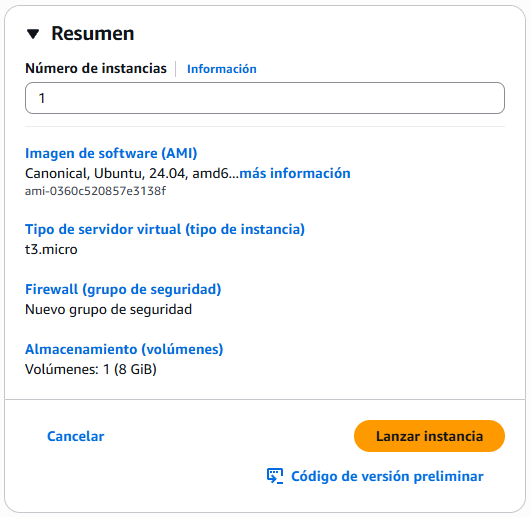 Resumen
Número de instancias Información
1
Imagen de software (AMI)
Canonical, Ubuntu, 24.04, amd6...más información
ami-0360c520857e3138f
Tipo de servidor virtual (tipo de instancia)
t3.micro
Firewall (grupo de seguridad)
Nuevo grupo de seguridad
Almacenamiento (volúmenes)
Volúmenes: 1 (8 GiB)
Cancelar Lanzar instancia
Código de versión preliminar